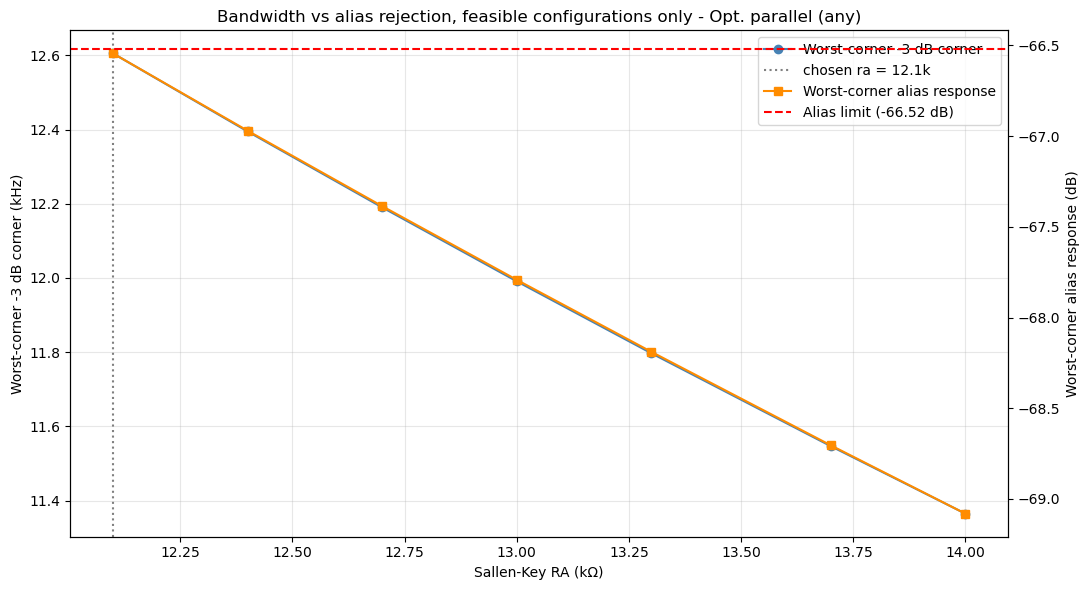 Bandwidth vs alias rejection, feasible configurations only - Opt. parallel (any)
Worst-corner -3 dB corner
chosen ra = 12.1k
Worst-corner alias response
Alias limit (-66.52 dB)
Worst-corner -3 dB corner (kHz)
12.6
12.4
12.2
12.0
11.8
11.6
11.4
−66.5
−67.0
−67.5
−68.0
−68.5
−69.0
Worst-corner alias response (dB)
12.25
12.50
12.75
13.00
13.25
13.50
13.75
14.00
Sallen-Key RA (kΩ)